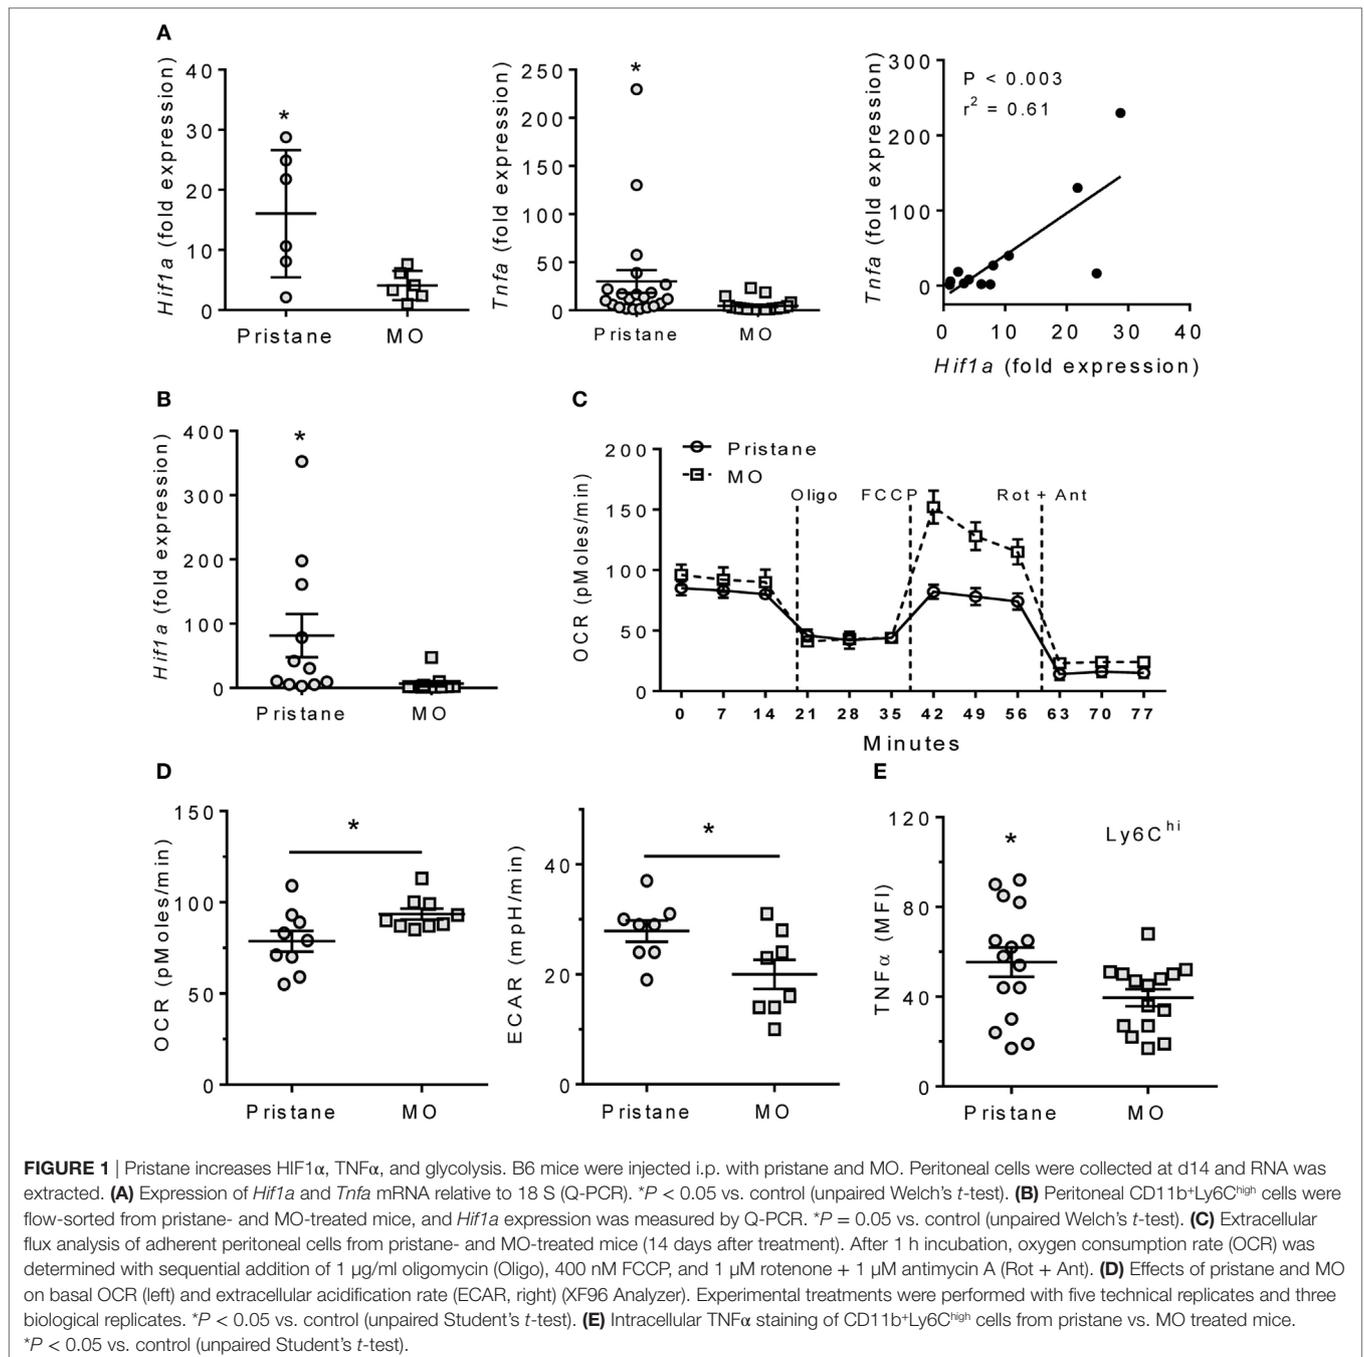 A
Hif1a (fold expression)
40
30
20
10
0
*
Pristane
MO
Tnfa (fold expression)
250
200
150
100
50
0
*
Pristane
MO
Tnfa (fold expression)
300
200
100
0
P < 0.003
r² = 0.61
0 10 20 30 40
Hif1a (fold expression)
B
Hif1a (fold expression)
400
300
200
100
0
*
Pristane
MO
C
OCR (pMoles/min)
200
150
100
50
0
Pristane
MO
Oligo
FCCP
Rot + Ant
0 7 14 21 28 35 42 49 56 63 70 77
Minutes
D
OCR (pMoles/min)
150
100
50
0
*
Pristane
MO
ECAR (mpH/min)
40
20
0
*
Pristane
MO
E
TNFα (MFI)
120
80
40
0
*
Ly6C^hi
Pristane
MO
FIGURE 1 | Pristane increases HIF1α, TNFα, and glycolysis. B6 mice were injected i.p. with pristane and MO. Peritoneal cells were collected at d14 and RNA was
extracted. (A) Expression of Hif1a and Tnfa mRNA relative to 18 S (Q-PCR). *P < 0.05 vs. control (unpaired Welch's t-test). (B) Peritoneal CD11b⁺Ly6C^high cells were
flow-sorted from pristane- and MO-treated mice, and Hif1a expression was measured by Q-PCR. *P = 0.05 vs. control (unpaired Welch's t-test). (C) Extracellular
flux analysis of adherent peritoneal cells from pristane- and MO-treated mice (14 days after treatment). After 1 h incubation, oxygen consumption rate (OCR) was
determined with sequential addition of 1 µg/ml oligomycin (Oligo), 400 nM FCCP, and 1 µM rotenone + 1 µM antimycin A (Rot + Ant). (D) Effects of pristane and MO
on basal OCR (left) and extracellular acidification rate (ECAR, right) (XF96 Analyzer). Experimental treatments were performed with five technical replicates and three
biological replicates. *P < 0.05 vs. control (unpaired Student's t-test). (E) Intracellular TNFα staining of CD11b⁺Ly6C^high cells from pristane vs. MO treated mice.
*P < 0.05 vs. control (unpaired Student's t-test).